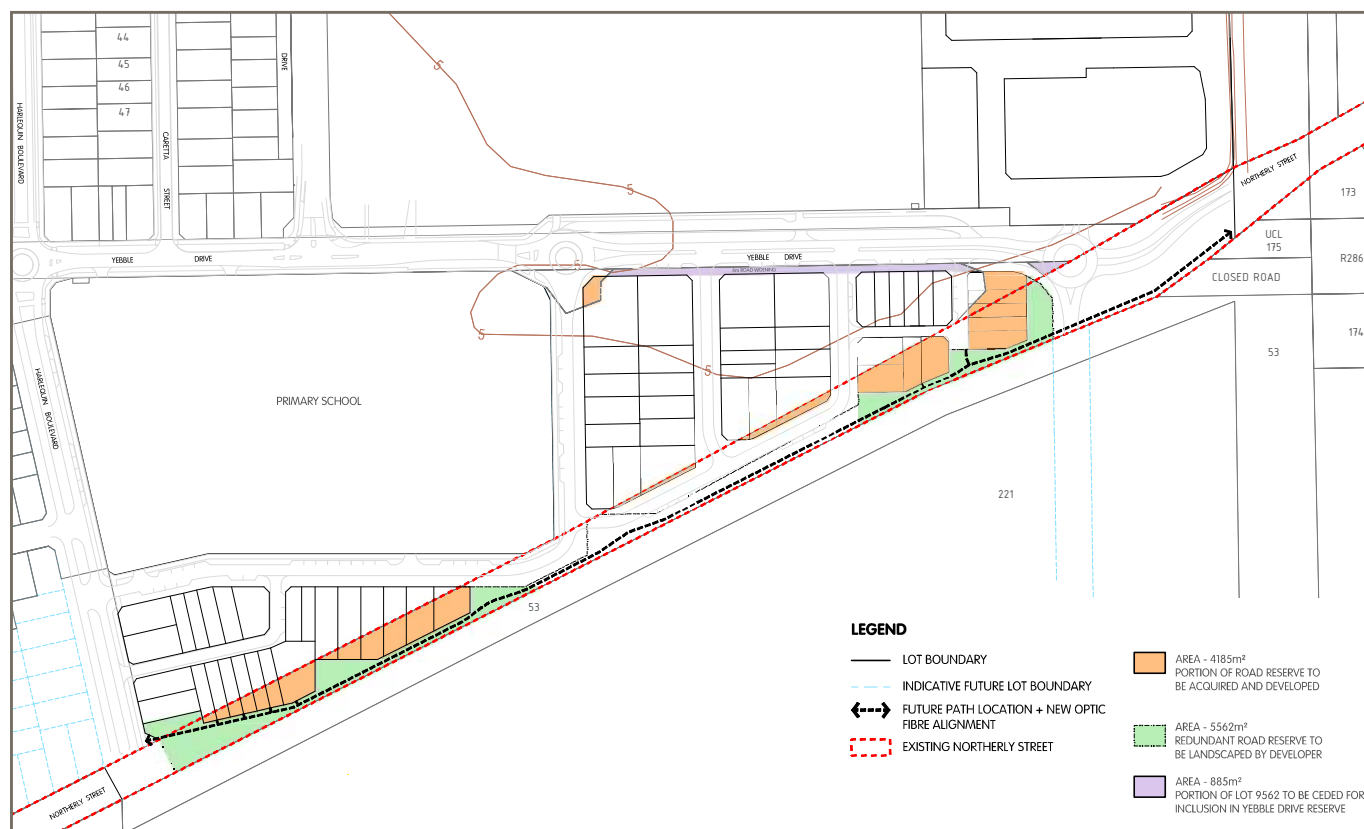 44
45
46
47
DRIVE
HARLEQUIN BOULEVARD
CARETTA STREET
5
5
NORTHERLY STREET
173
UCL
175
R286
CLOSED ROAD
YEBBLE DRIVE
YEBBLE DRIVE
5
ROAD WIDENING
5
5
174
53
HARLEQUIN BOULEVARD
PRIMARY SCHOOL
221
53
NORTHERLY STREET
LEGEND
LOT BOUNDARY
INDICATIVE FUTURE LOT BOUNDARY
FUTURE PATH LOCATION + NEW OPTIC
FIBRE ALIGNMENT
EXISTING NORTHERLY STREET
AREA - 4185m²
PORTION OF ROAD RESERVE TO
BE ACQUIRED AND DEVELOPED
AREA - 5562m²
REDUNDANT ROAD RESERVE TO
BE LANDSCAPED BY DEVELOPER
AREA - 885m²
PORTION OF LOT 9562 TO BE CEDED FOR
INCLUSION IN YEBBLE DRIVE RESERVE